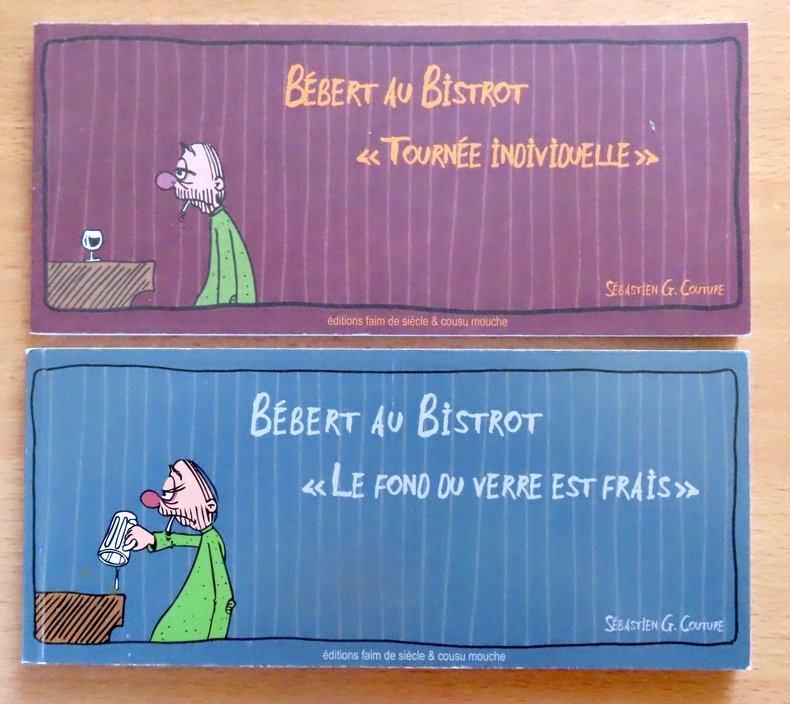 Bébert au Bistrot
«Tournée individuelle»
Sébastien G. Couture
éditions faim de siècle & cousu mouche
Bébert au Bistrot
«Le fond du verre est frais»
Sébastien G. Couture
éditions faim de siècle & cousu mouche